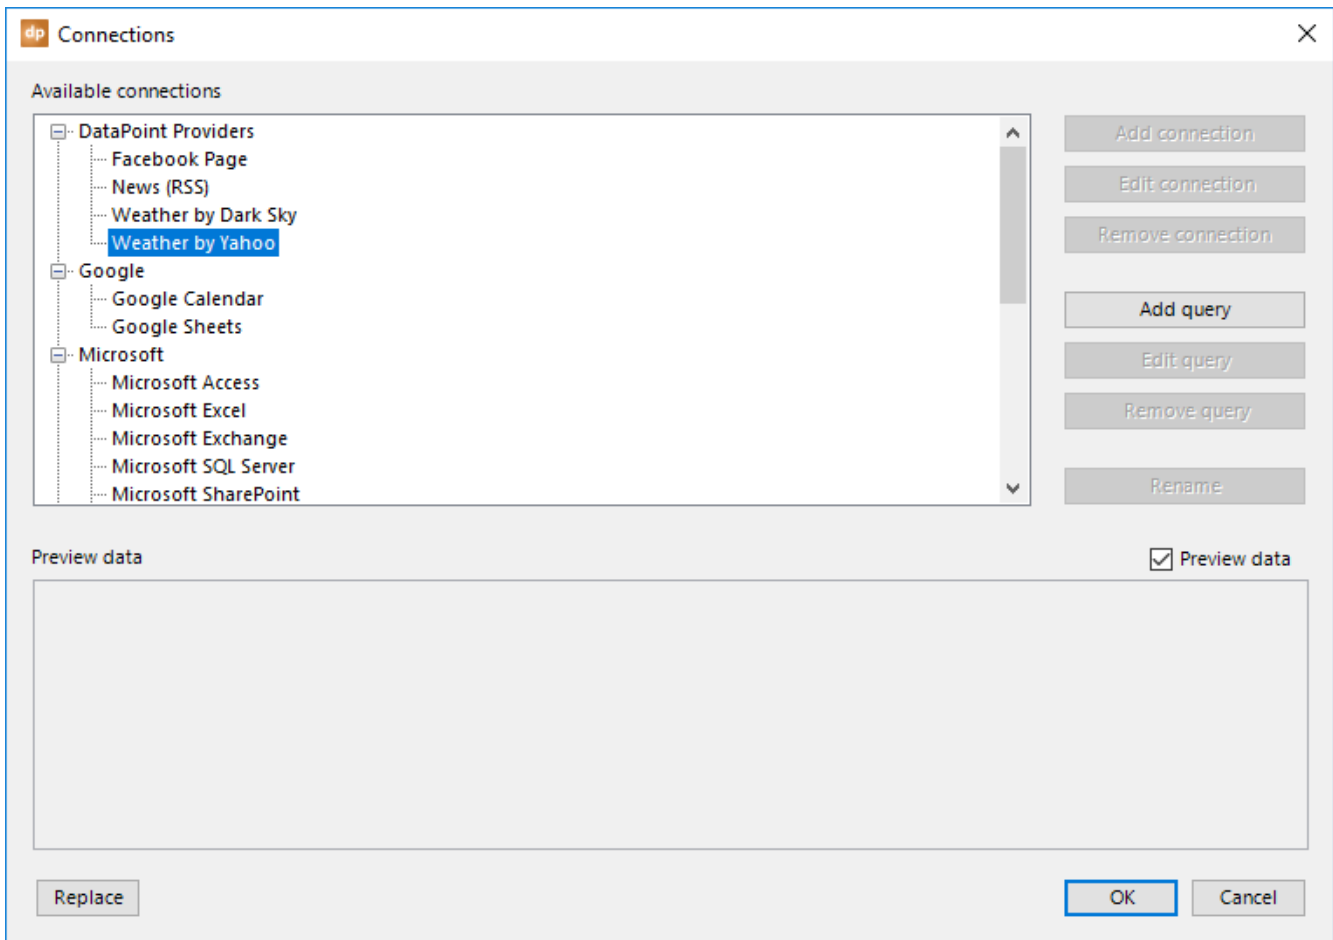 dp Connections
Available connections
DataPoint Providers
Facebook Page
News (RSS)
Weather by Dark Sky
Weather by Yahoo
Google
Google Calendar
Google Sheets
Microsoft
Microsoft Access
Microsoft Excel
Microsoft Exchange
Microsoft SQL Server
Microsoft SharePoint
Add connection
Edit connection
Remove connection
Add query
Edit query
Remove query
Rename
Preview data
Preview data
Replace
OK
Cancel